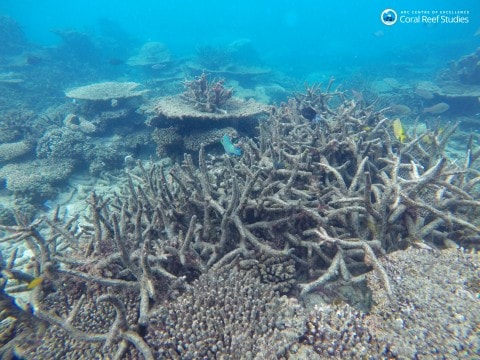 ARC CENTRE OF EXCELLENCE
Coral Reef Studies